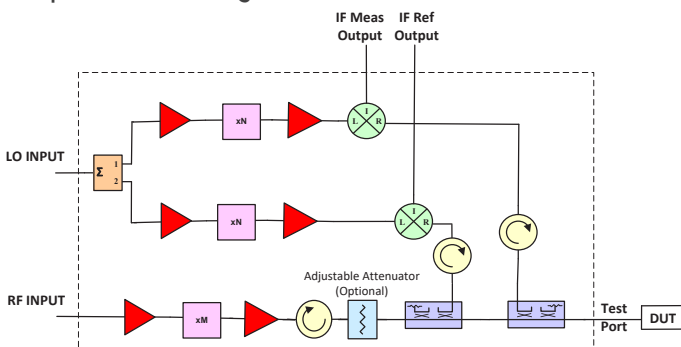 IF Meas Output
IF Ref Output
LO INPUT
Σ
1
2
xN
L I R
xN
L I R
Adjustable Attenuator
(Optional)
RF INPUT
xM
Test Port
DUT